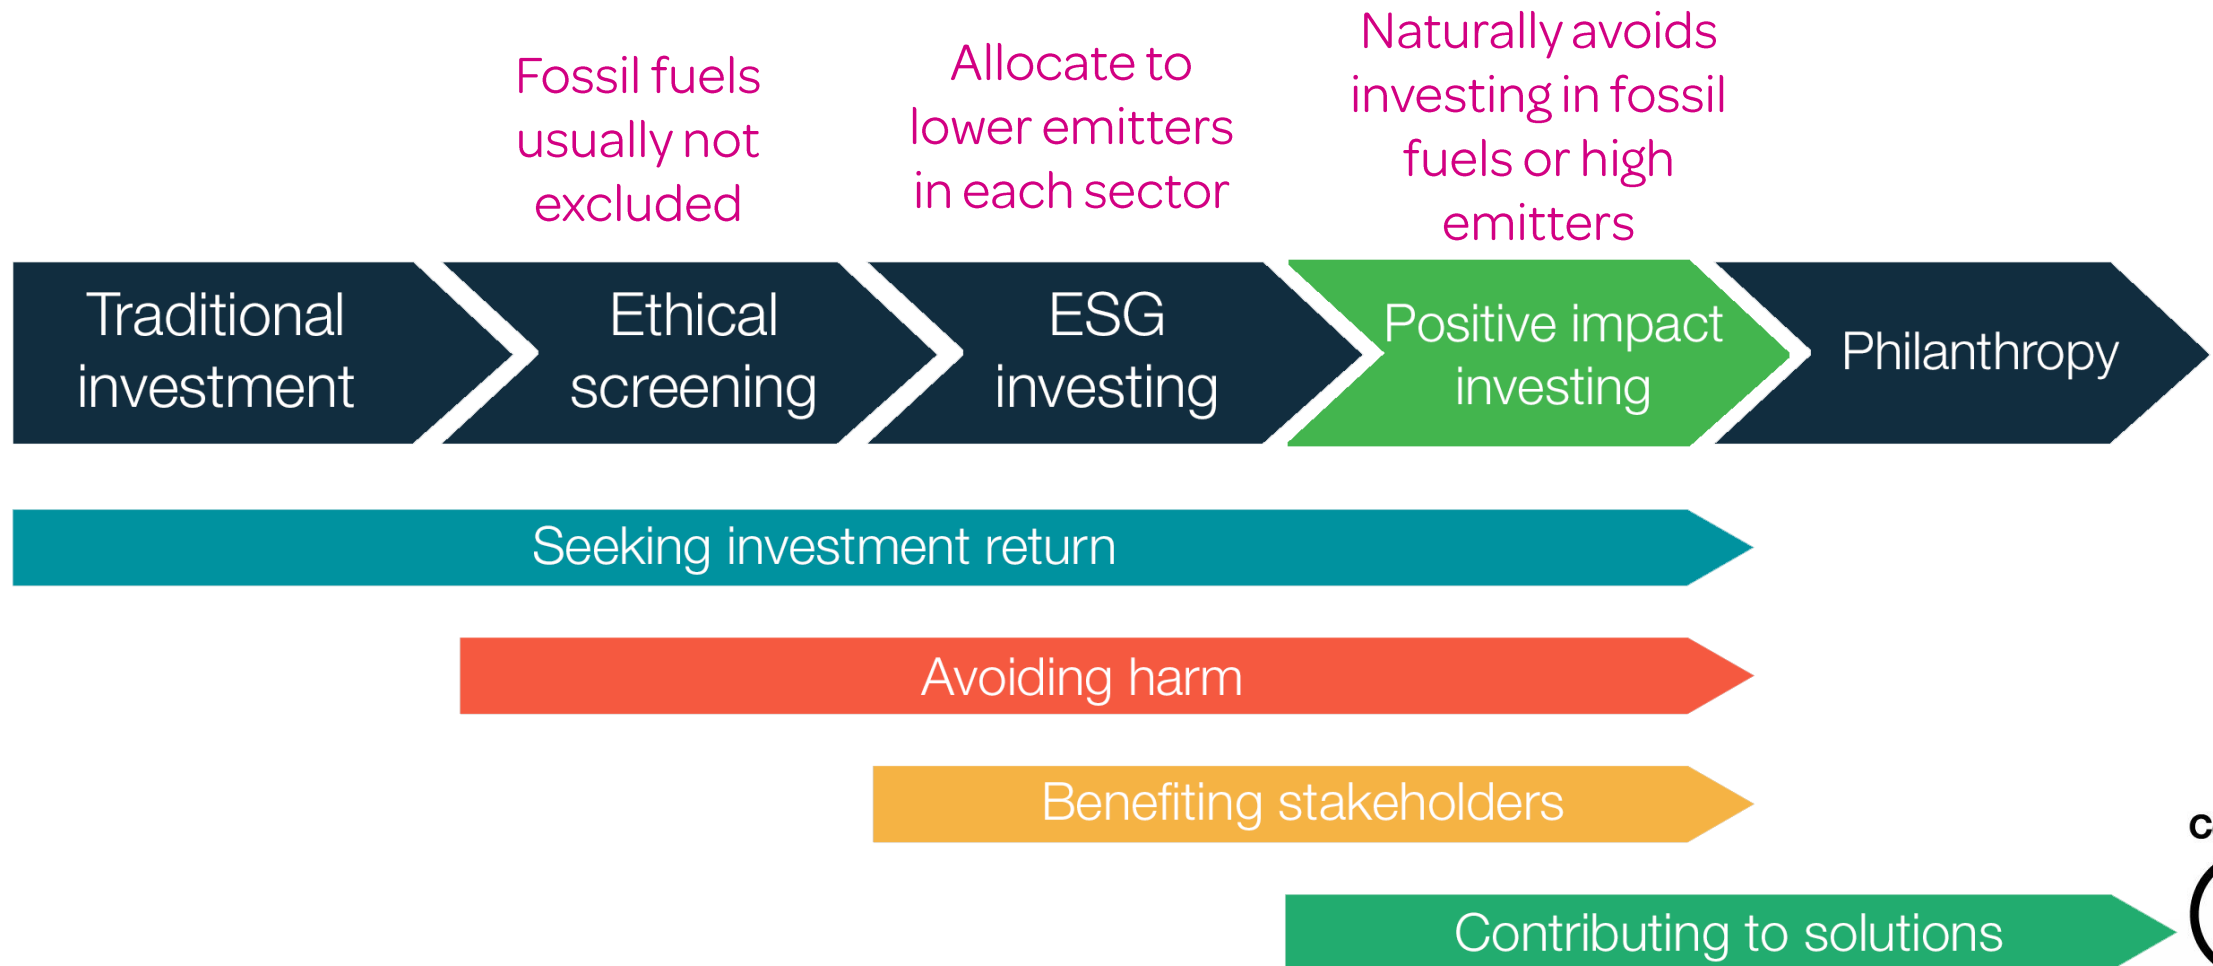 Fossil fuels
usually not
excluded
Allocate to
lower emitters
in each sector
Naturally avoids
investing in fossil
fuels or high
emitters
Traditional
investment
Ethical
screening
ESG
investing
Positive impact
investing
Philanthropy
Seeking investment return
Avoiding harm
Benefiting stakeholders
Contributing to solutions